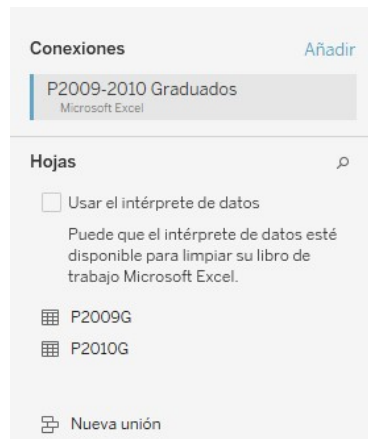 Conexiones Añadir
P2009-2010 Graduados
Microsoft Excel
Hojas
Usar el intérprete de datos
Puede que el intérprete de datos esté
disponible para limpiar su libro de
trabajo Microsoft Excel.
P2009G
P2010G
Nueva unión